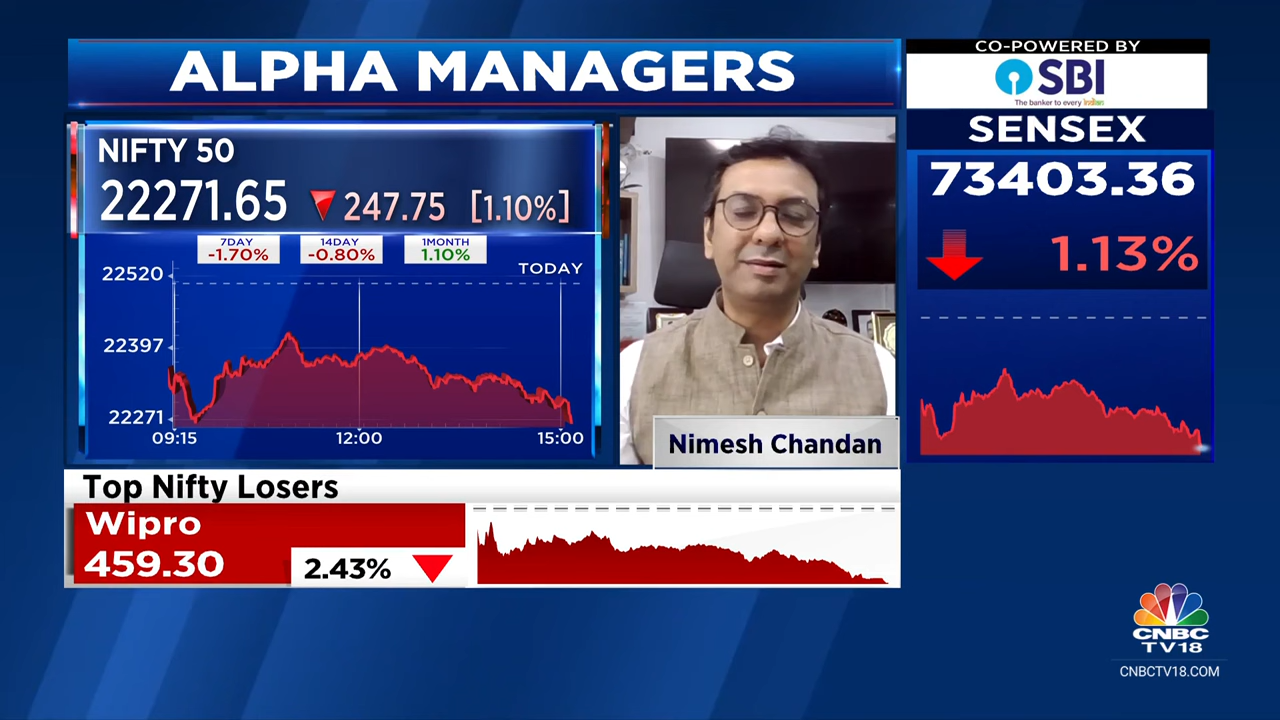 ALPHA MANAGERS
CO-POWERED BY
SBI
The banker to every Indian
NIFTY 50
22271.65 ▼ 247.75 [1.10%]
7DAY
-1.70%
14DAY
-0.80%
1MONTH
1.10%
TODAY
22520
22397
22271
09:15
12:00
15:00
Nimesh Chandan
SENSEX
73403.36
1.13%
Top Nifty Losers
Wipro
459.30
2.43%
CNBC
TV18
CNBCTV18.COM